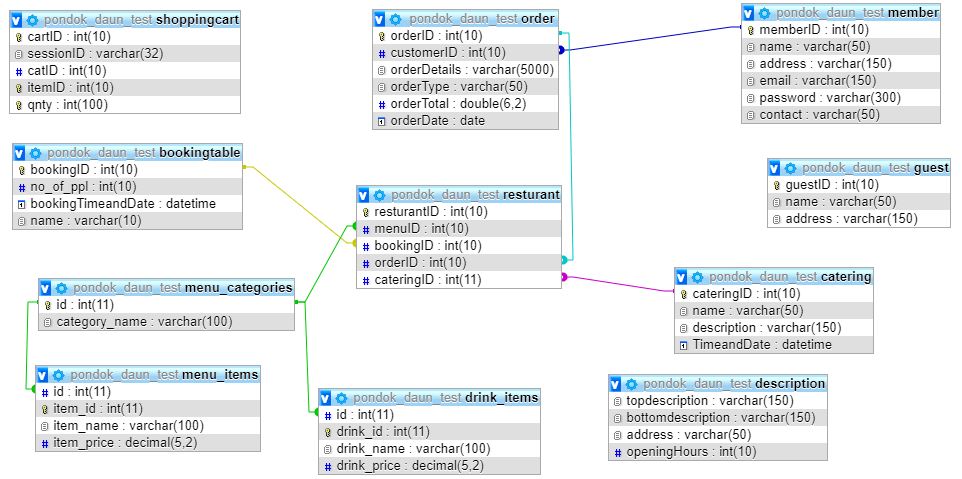 pondok_daun_test shoppingcart
cartID : int(10)
sessionID : varchar(32)
catID : int(10)
itemID : int(10)
qnty : int(100)
pondok_daun_test order
orderID : int(10)
customerID : int(10)
orderDetails : varchar(5000)
orderType : varchar(50)
orderTotal : double(6,2)
orderDate : date
pondok_daun_test member
memberID : int(10)
name : varchar(50)
address : varchar(150)
email : varchar(150)
password : varchar(300)
contact : varchar(50)
pondok_daun_test bookingtable
bookingID : int(10)
no_of_ppl : int(10)
bookingTimeandDate : datetime
name : varchar(10)
pondok_daun_test resturant
resturantID : int(10)
menuID : int(10)
bookingID : int(10)
orderID : int(10)
cateringID : int(11)
pondok_daun_test guest
guestID : int(10)
name : varchar(50)
address : varchar(150)
pondok_daun_test menu_categories
id : int(11)
category_name : varchar(100)
pondok_daun_test catering
cateringID : int(10)
name : varchar(50)
description : varchar(150)
TimeandDate : datetime
pondok_daun_test menu_items
id : int(11)
item_id : int(11)
item_name : varchar(100)
item_price : decimal(5,2)
pondok_daun_test drink_items
id : int(11)
drink_id : int(11)
drink_name : varchar(100)
drink_price : decimal(5,2)
pondok_daun_test description
topdescription : varchar(150)
bottomdescription : varchar(150)
address : varchar(50)
openingHours : int(10)